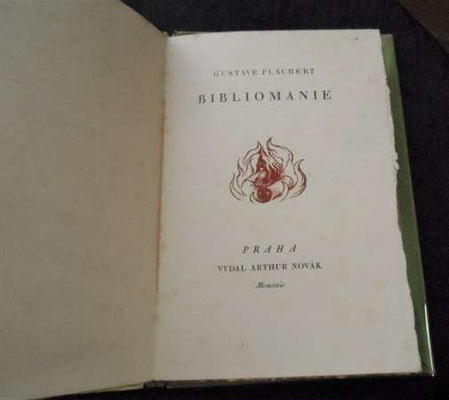 GUSTAVE FLAUBERT
BIBLIOMANIE
PRAHA
VYDAL ARTHUR NOVÁK